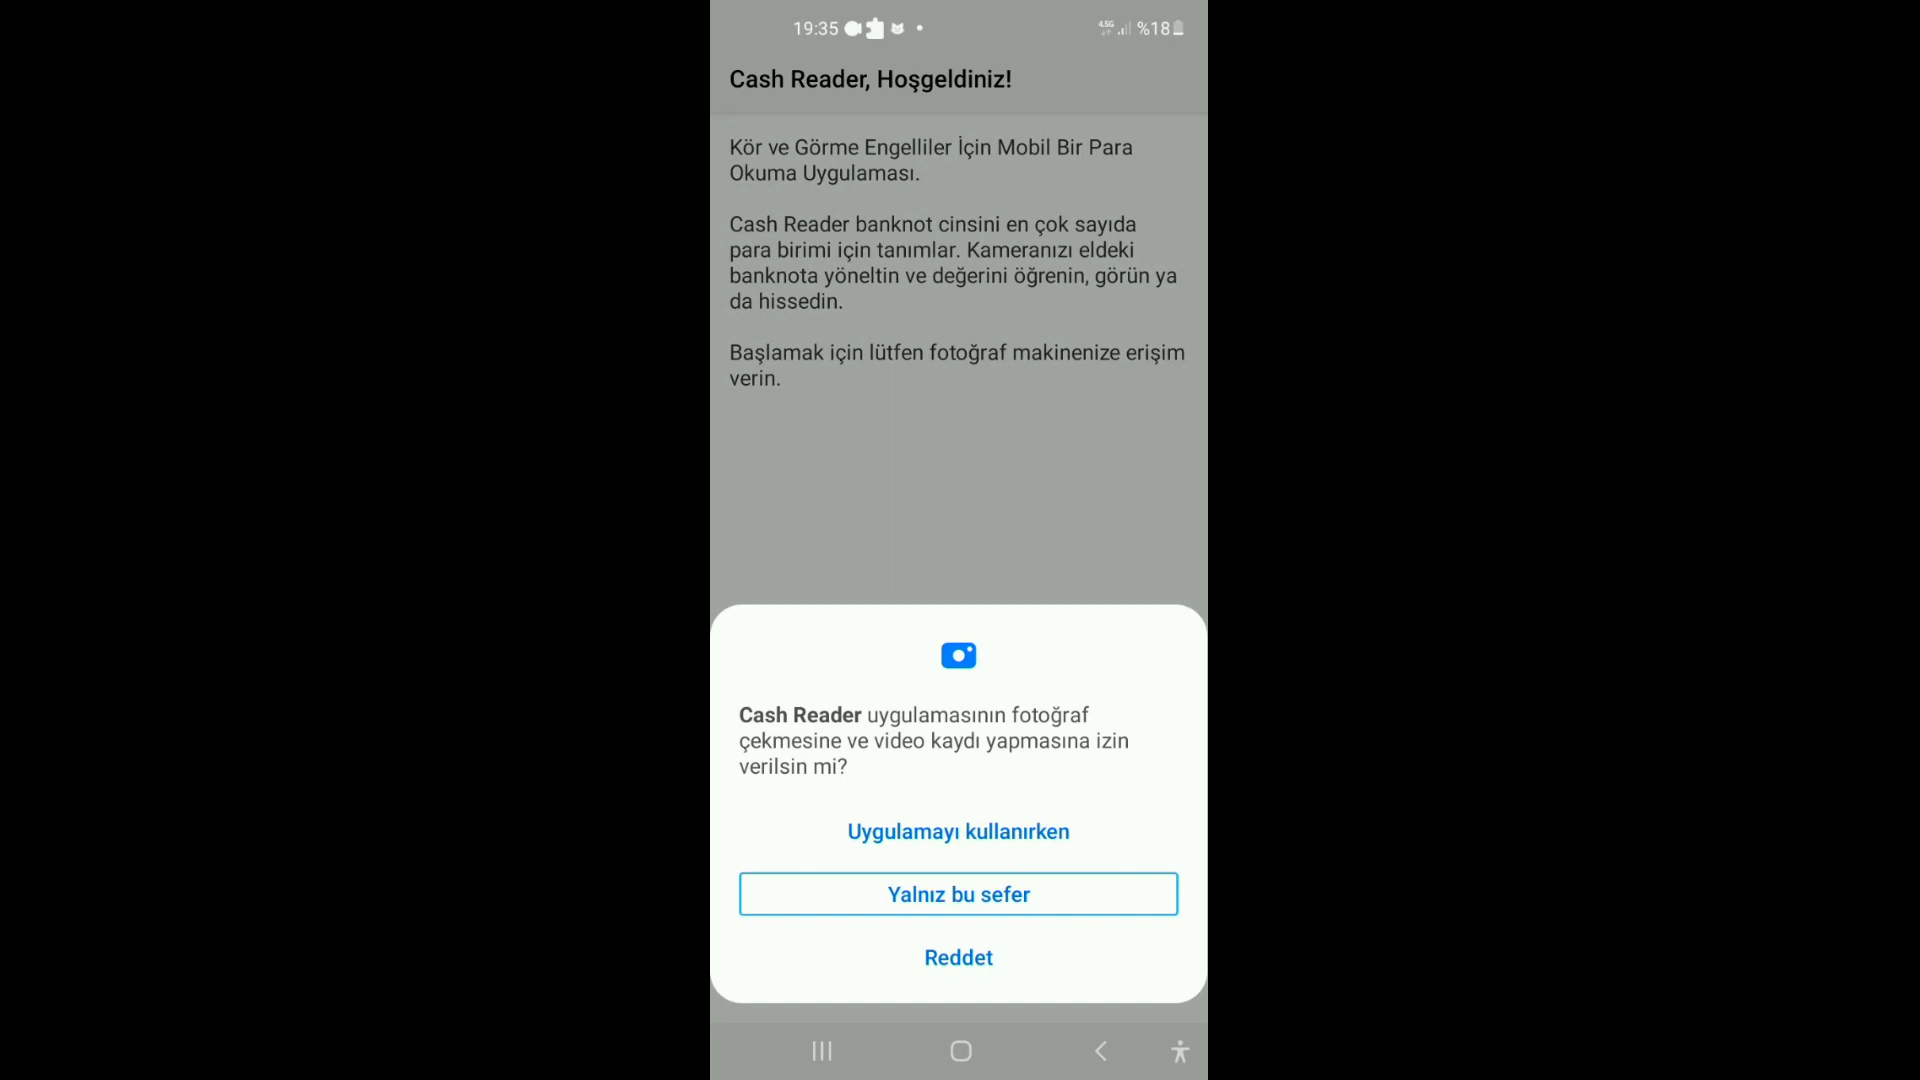 19:35
4.5G
%18
Cash Reader, Hoşgeldiniz!
Kör ve Görme Engelliler İçin Mobil Bir Para
Okuma Uygulaması.
Cash Reader banknot cinsini en çok sayıda
para birimi için tanımlar. Kameranızı eldeki
banknota yöneltin ve değerini öğrenin, görün ya
da hissedin.
Başlamak için lütfen fotoğraf makinenize erişim
verin.
Cash Reader uygulamasının fotoğraf
çekmesine ve video kaydı yapmasına izin
verilsin mi?
Uygulamayı kullanırken
Yalnız bu sefer
Reddet